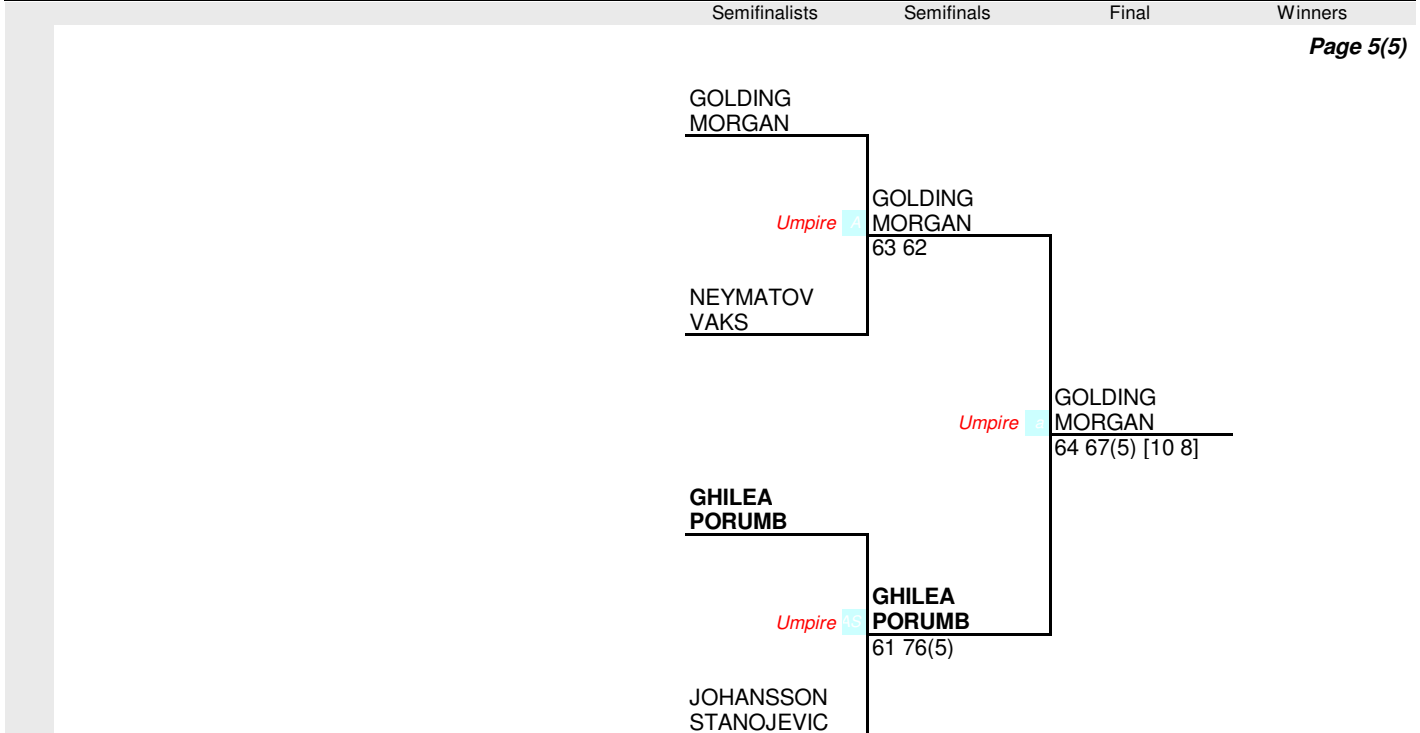 Semifinalists Semifinals Final Winners
Page 5(5)
GOLDING
MORGAN
GOLDING
Umpire MORGAN
63 62
NEYMATOV
VAKS
GOLDING
Umpire MORGAN
64 67(5) [10 8]
GHILEA
PORUMB
GHILEA
Umpire AS PORUMB
61 76(5)
JOHANSSON
STANOJEVIC